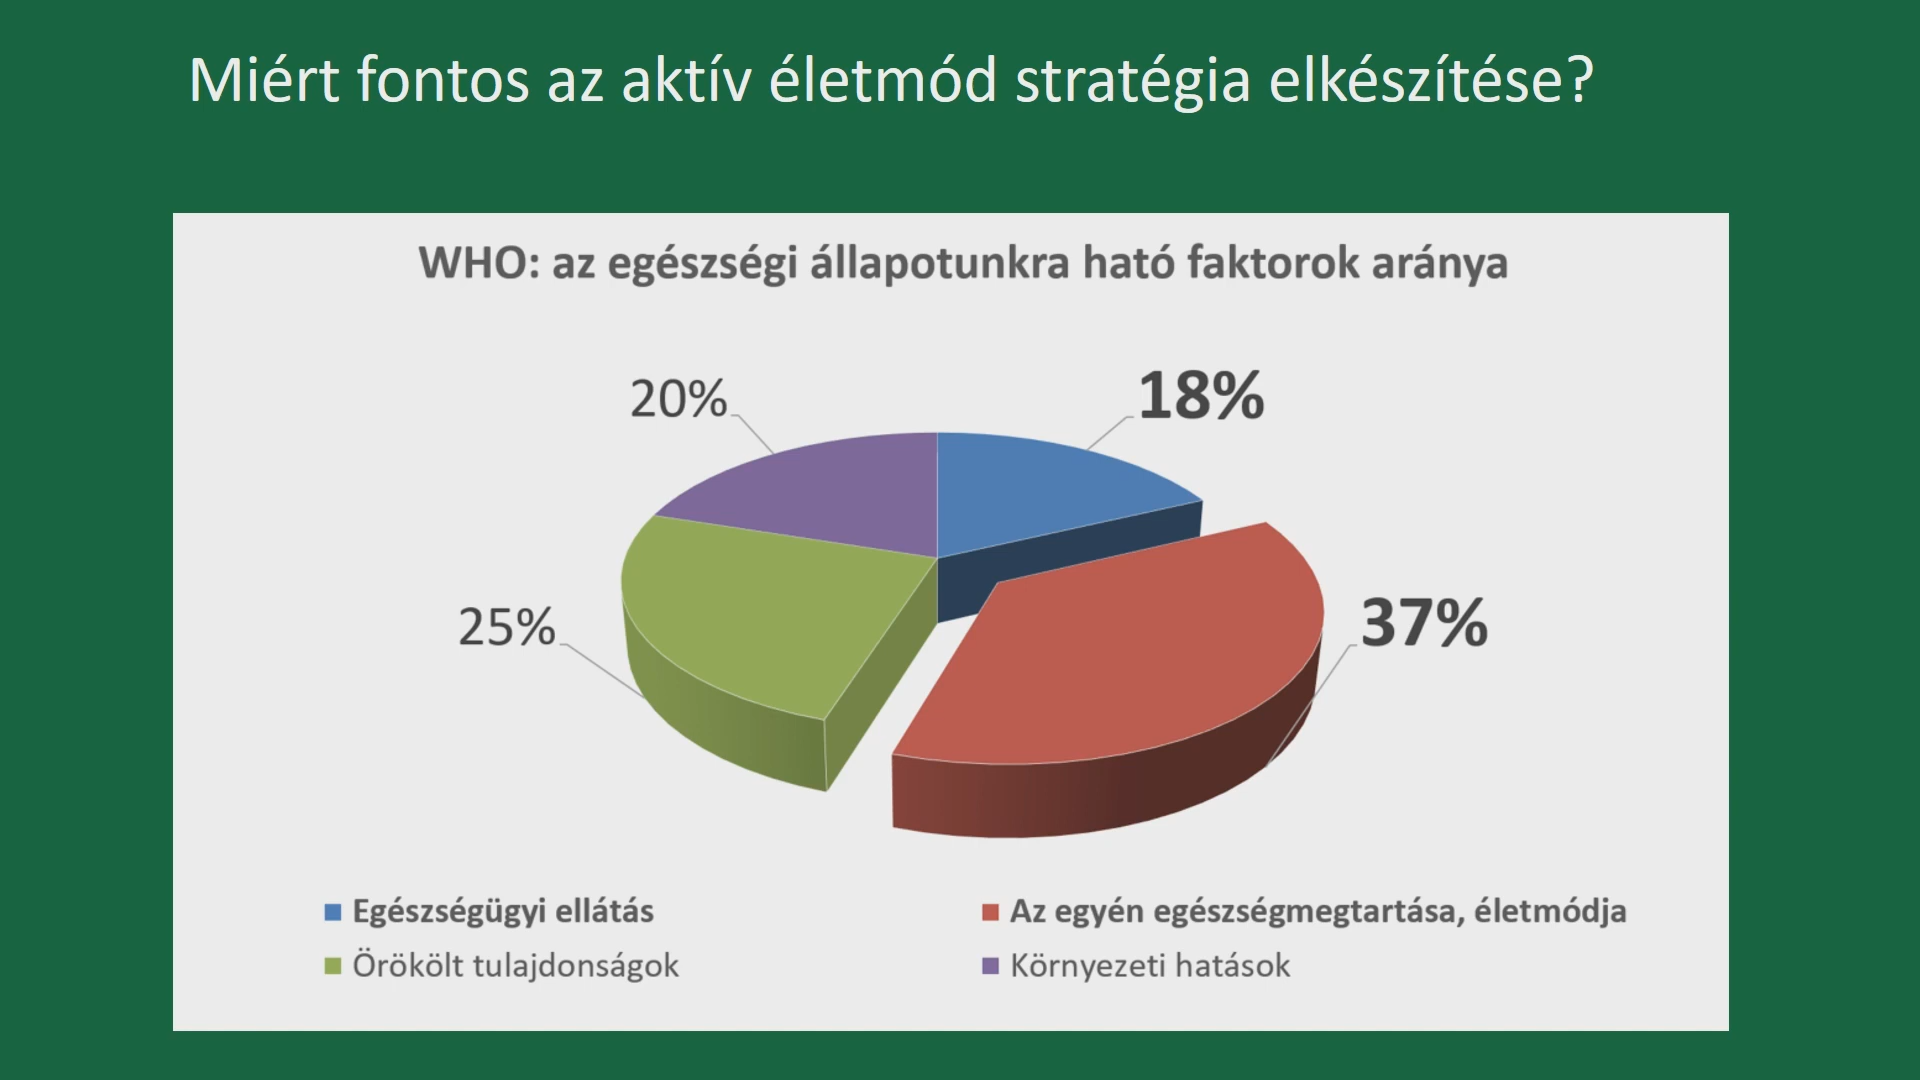 Miért fontos az aktív életmód stratégia elkészítése?
WHO: az egészségi állapotunkra ható faktorok aránya
20%
18%
25%
37%
Egészségügyi ellátás
Az egyén egészségmegtartása, életmódja
Örökölt tulajdonságok
Környezeti hatások